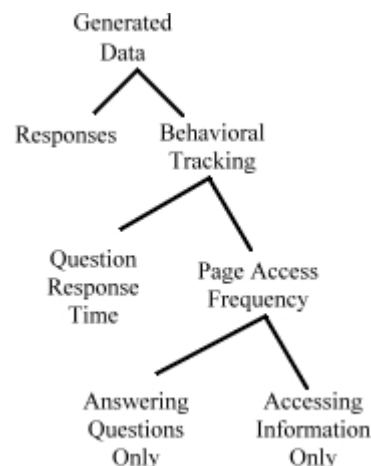 Generated
Data
Responses
Behavioral
Tracking
Question
Response
Time
Page Access
Frequency
Answering
Questions
Only
Accessing
Information
Only